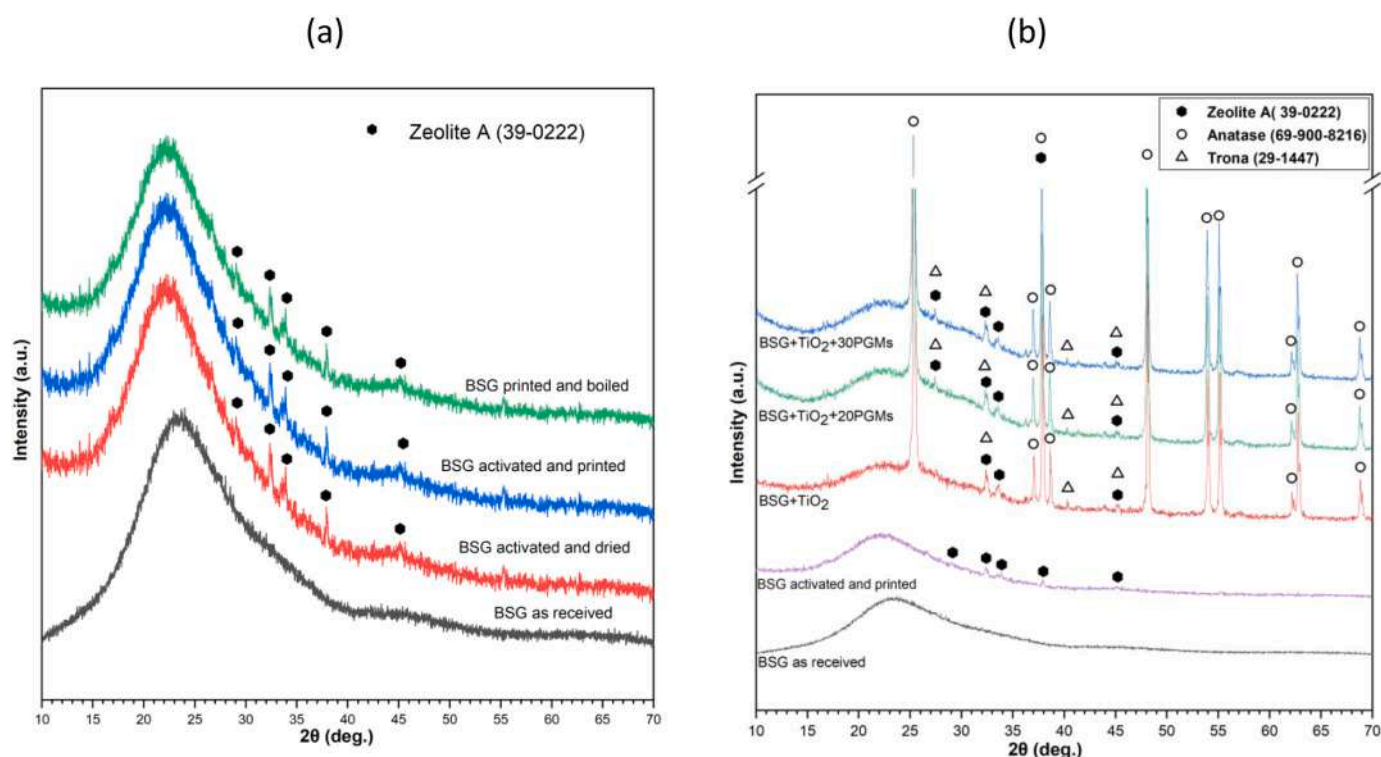 (a)
Zeolite A (39-0222)
BSG printed and boiled
BSG activated and printed
BSG activated and dried
BSG as received
Intensity (a.u.)
10 15 20 25 30 35 40 45 50 55 60 65 70
2θ (deg.)
(b)
Zeolite A( 39-0222)
Anatase (69-900-8216)
Trona (29-1447)
BSG+TiO₂+30PGMs
BSG+TiO₂+20PGMs
BSG+TiO₂
BSG activated and printed
BSG as received
Intensity (a.u.)
10 15 20 25 30 35 40 45 50 55 60 65 70
2θ (deg.)